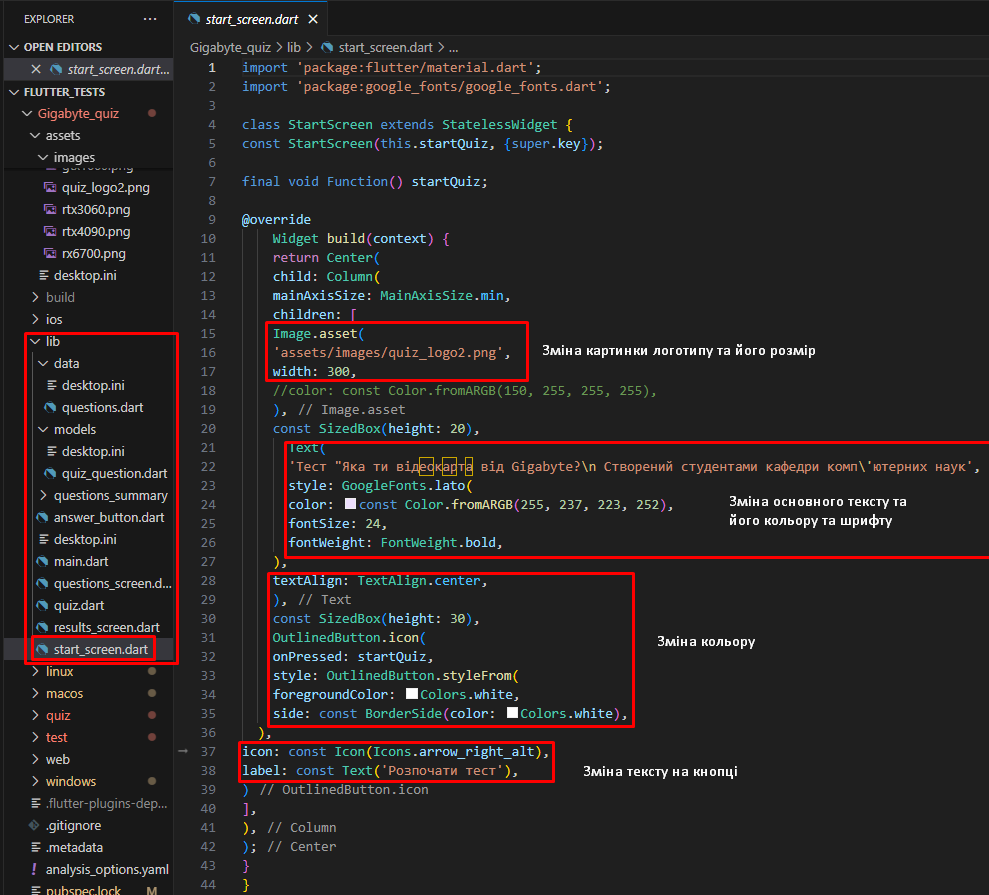 EXPLORER
OPEN EDITORS
start_screen.dart...
FLUTTER_TESTS
Gigabyte_quiz
assets
images
quiz_logo2.png
rtx3060.png
rtx4090.png
rx6700.png
desktop.ini
build
ios
lib
data
desktop.ini
questions.dart
models
desktop.ini
quiz_question.dart
questions_summary
answer_button.dart
desktop.ini
main.dart
questions_screen.d...
quiz.dart
results_screen.dart
start_screen.dart
linux
macos
quiz
test
web
windows
.flutter-plugins-dep...
.gitignore
.metadata
analysis_options.yaml
pubspec.lock M
start_screen.dart
Gigabyte_quiz > lib > start_screen.dart > ...
1 import 'package:flutter/material.dart';
2 import 'package:google_fonts/google_fonts.dart';
3
4 class StartScreen extends StatelessWidget {
5 const StartScreen(this.startQuiz, {super.key});
6
7 final void Function() startQuiz;
8
9 @override
10 Widget build(context) {
11 return Center(
12 child: Column(
13 mainAxisSize: MainAxisSize.min,
14 children: [
15 Image.asset(
16 'assets/images/quiz_logo2.png',
17 width: 300,
18 //color: const Color.fromARGB(150, 255, 255, 255),
19 ), // Image.asset
20 const SizedBox(height: 20),
21 Text(
22 'Тест "Яка ти відеокарта від Gigabyte?\n Створений студентами кафедри комп\'ютерних наук',
23 style: GoogleFonts.lato(
24 color: const Color.fromARGB(255, 237, 223, 252),
25 fontSize: 24,
26 fontWeight: FontWeight.bold,
27 ),
28 textAlign: TextAlign.center,
29 ), // Text
30 const SizedBox(height: 30),
31 OutlinedButton.icon(
32 onPressed: startQuiz,
33 style: OutlinedButton.styleFrom(
34 foregroundColor: Colors.white,
35 side: const BorderSide(color: Colors.white),
36 ),
37 icon: const Icon(Icons.arrow_right_alt),
38 label: const Text('Розпочати тест'),
39 ) // OutlinedButton.icon
40 ],
41 ), // Column
42 ); // Center
43 }
44 }
Зміна картинки логотипу та його розмір
Зміна основного тексту та
його кольору та шрифту
Зміна кольору
Зміна тексту на кнопці